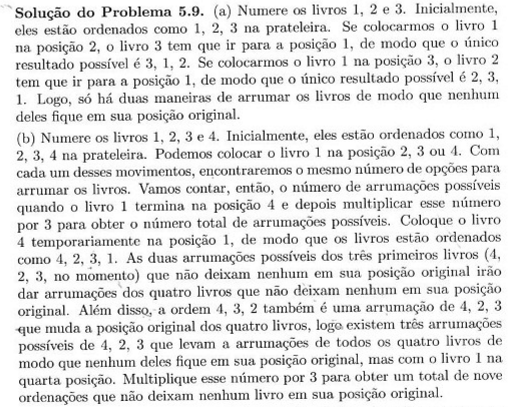 Solução do Problema 5.9. (a) Numere os livros 1, 2 e 3. Inicialmente,
eles estão ordenados como 1, 2, 3 na prateleira. Se colocarmos o livro 1
na posição 2, o livro 3 tem que ir para a posição 1, de modo que o único
resultado possível é 3, 1, 2. Se colocarmos o livro 1 na posição 3, o livro 2
tem que ir para a posição 1, de modo que o único resultado possível é 2, 3,
1. Logo, só há duas maneiras de arrumar os livros de modo que nenhum
deles fique em sua posição original.
(b) Numere os livros 1, 2, 3 e 4. Inicialmente, eles estão ordenados como 1,
2, 3, 4 na prateleira. Podemos colocar o livro 1 na posição 2, 3 ou 4. Com
cada um desses movimentos, encontraremos o mesmo número de opções para
arrumar os livros. Vamos contar, então, o número de arrumações possíveis
quando o livro 1 termina na posição 4 e depois multiplicar esse número
por 3 para obter o número total de arrumações possíveis. Coloque o livro
4 temporariamente na posição 1, de modo que os livros estão ordenados
como 4, 2, 3, 1. As duas arrumações possíveis dos três primeiros livros (4,
2, 3, no momento) que não deixam nenhum em sua posição original irão
dar arrumações dos quatro livros que não deixam nenhum em sua posição
original. Além disso, a ordem 4, 3, 2 também é uma arrumação de 4, 2, 3
que muda a posição original dos quatro livros, logo existem três arrumações
possíveis de 4, 2, 3 que levam a arrumações de todos os quatro livros de
modo que nenhum deles fique em sua posição original, mas com o livro 1 na
quarta posição. Multiplique esse número por 3 para obter um total de nove
ordenações que não deixam nenhum livro em sua posição original.